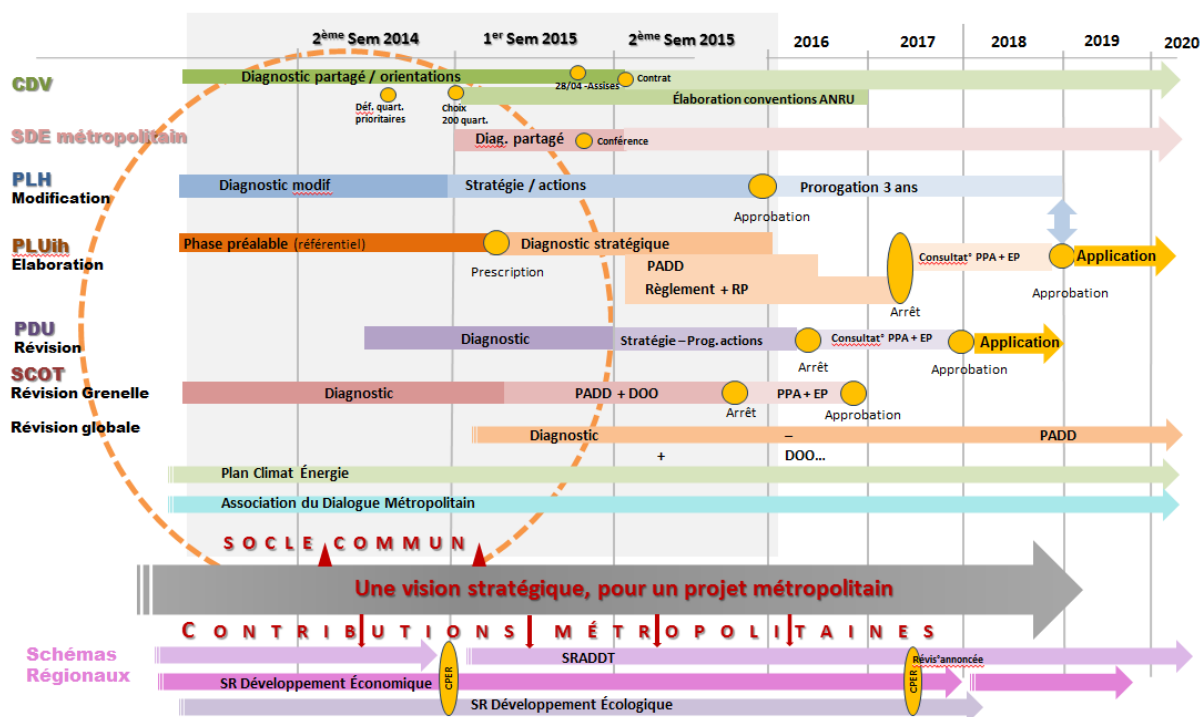 2ème Sem 2014 1er Sem 2015 2ème Sem 2015 2016 2017 2018 2019 2020
CDV
Diagnostic partagé / orientations
28/04 -Assises
Contrat
Déf. quart.
prioritaires
Choix
200 quart.
Élaboration conventions ANRU
SDE métropolitain
Diag. partagé
Conférence
PLH
Modification
Diagnostic modif
Stratégie / actions
Prorogation 3 ans
Approbation
PLUih
Elaboration
Phase préalable (référentiel)
Prescription
Diagnostic stratégique
PADD
Règlement + RP
Arrêt
Consultat° PPA + EP
Approbation
Application
PDU
Révision
Diagnostic
Stratégie – Prog. actions
Arrêt
Consultat° PPA + EP
Approbation
Application
SCOT
Révision Grenelle
Diagnostic
PADD + DOO
Arrêt
PPA + EP
Approbation
Révision globale
Diagnostic – PADD
+ DOO...
Plan Climat Énergie
Association du Dialogue Métropolitain
SOCLE COMMUN
Une vision stratégique, pour un projet métropolitain
CONTRIBUTIONS MÉTROPOLITAINES
Schémas
Régionaux
CPER
SRADDT
CPER
Révis° annoncée
SR Développement Économique
SR Développement Écologique